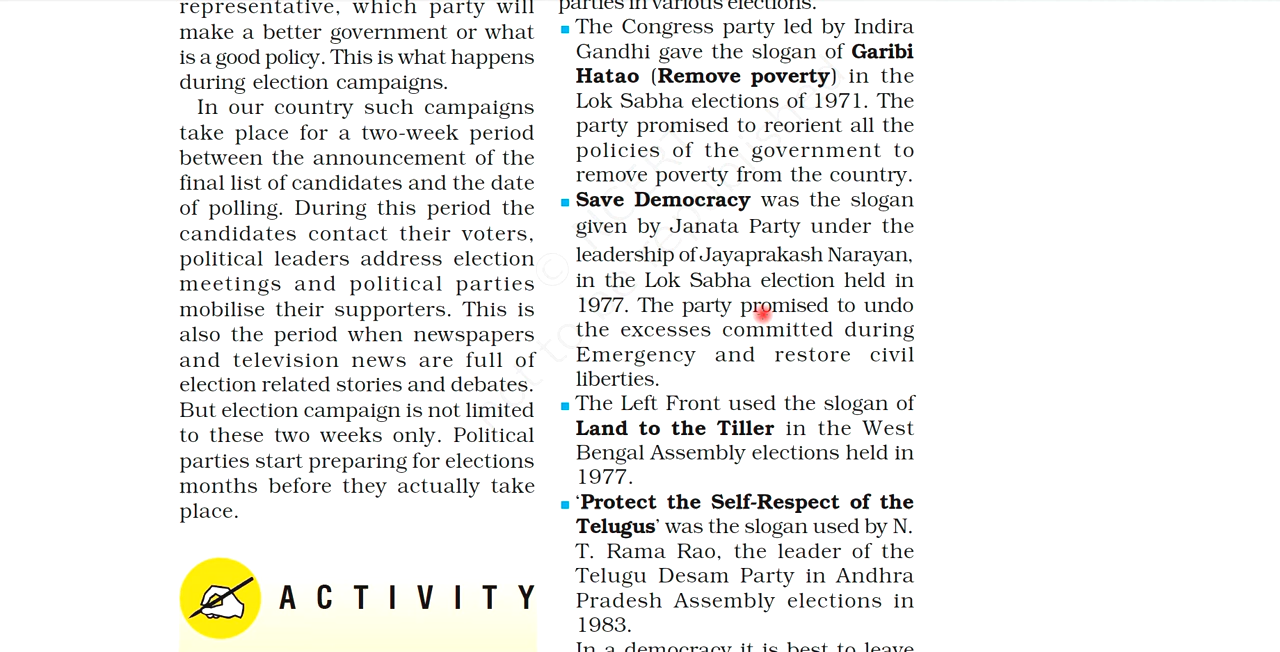 representative, which party will
make a better government or what
is a good policy. This is what happens
during election campaigns.
In our country such campaigns
take place for a two-week period
between the announcement of the
final list of candidates and the date
of polling. During this period the
candidates contact their voters,
political leaders address election
meetings and political parties
mobilise their supporters. This is
also the period when newspapers
and television news are full of
election related stories and debates.
But election campaign is not limited
to these two weeks only. Political
parties start preparing for elections
months before they actually take
place.
ACTIVITY
parties in various elections.
The Congress party led by Indira
Gandhi gave the slogan of Garibi
Hatao (Remove poverty) in the
Lok Sabha elections of 1971. The
party promised to reorient all the
policies of the government to
remove poverty from the country.
Save Democracy was the slogan
given by Janata Party under the
leadership of Jayaprakash Narayan,
in the Lok Sabha election held in
1977. The party promised to undo
the excesses committed during
Emergency and restore civil
liberties.
The Left Front used the slogan of
Land to the Tiller in the West
Bengal Assembly elections held in
1977.
‘Protect the Self-Respect of the
Telugus’ was the slogan used by N.
T. Rama Rao, the leader of the
Telugu Desam Party in Andhra
Pradesh Assembly elections in
1983.
In a democracy it is best to leave